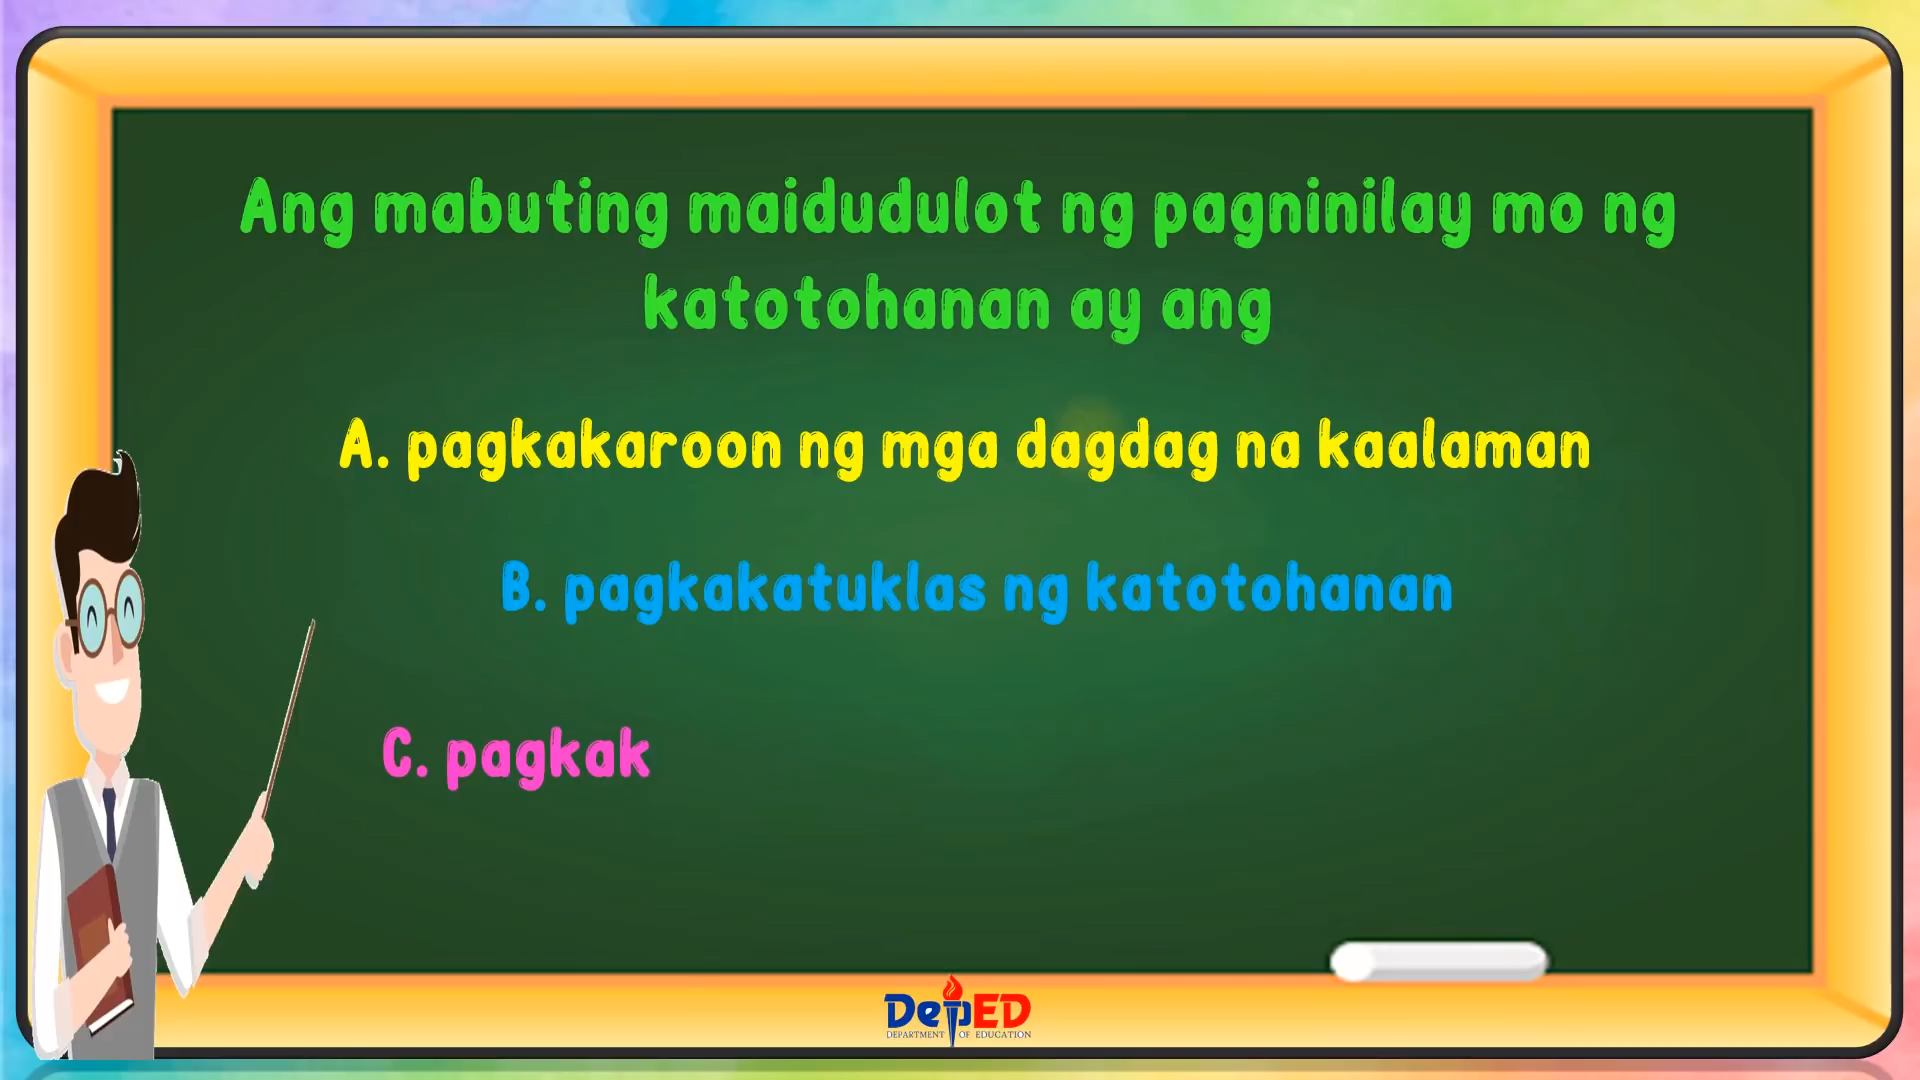 Ang mabuting maidudulot ng pagninilay mo ng
katotohanan ay ang
A. pagkakaroon ng mga dagdag na kaalaman
B. pagkakatuklas ng katotohanan
C. pagkak
DepED
DEPARTMENT OF EDUCATION